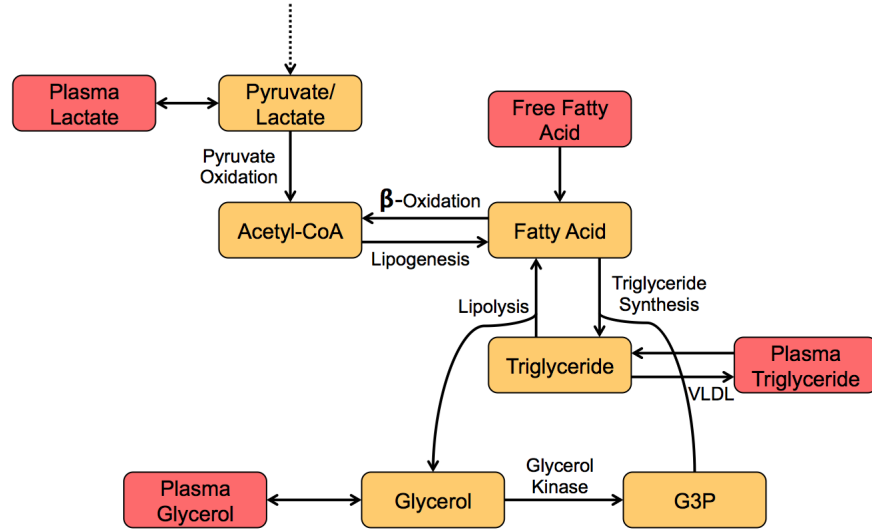 Plasma
Lactate
Pyruvate/
Lactate
Free Fatty
Acid
Pyruvate
Oxidation
β-Oxidation
Acetyl-CoA
Fatty Acid
Lipogenesis
Lipolysis
Triglyceride
Synthesis
Triglyceride
Plasma
Triglyceride
VLDL
Plasma
Glycerol
Glycerol
Glycerol
Kinase
G3P